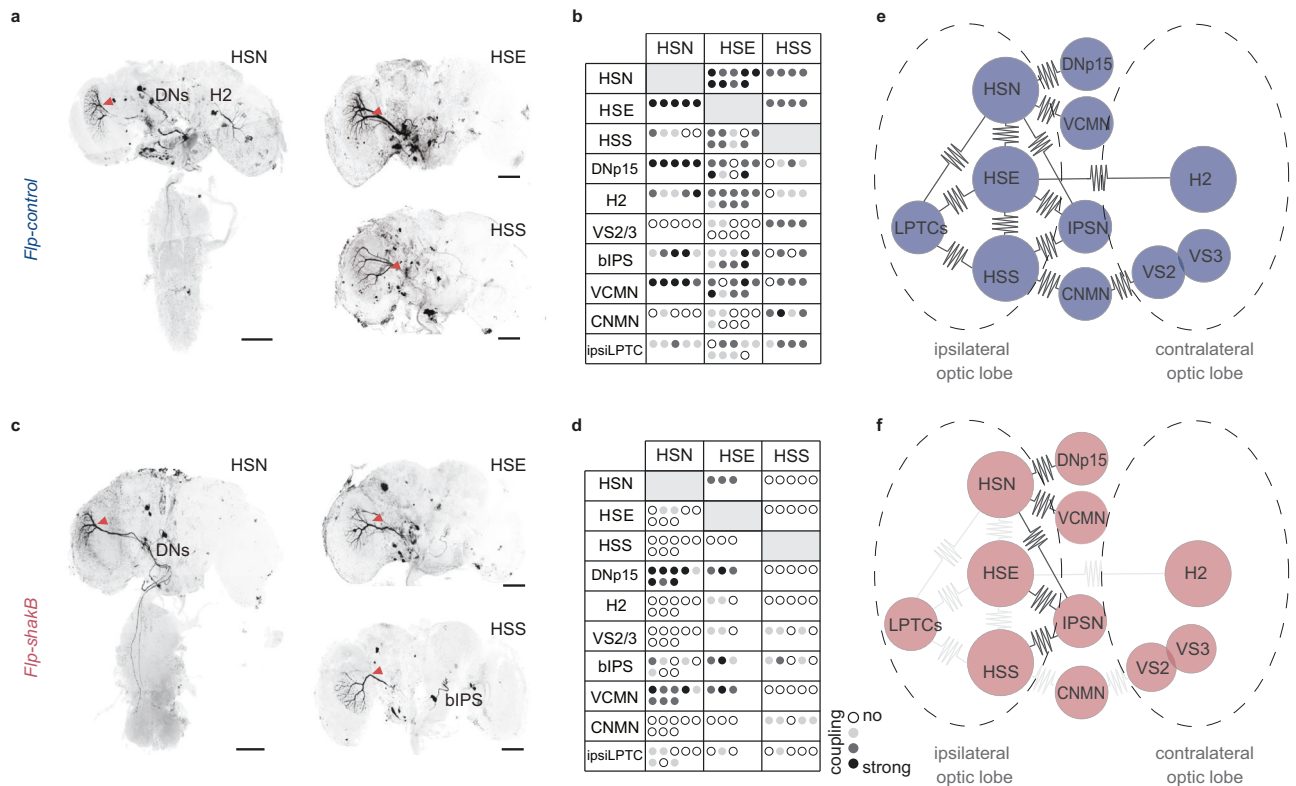 a
HSN
DNs
H2
HSE
HSS
Flp-control
b
HSN HSE HSS
HSN
HSE
HSS
DNp15
H2
VS2/3
bIPS
VCMN
CNMN
ipsiLPTC
e
HSN
DNp15
VCMN
HSE
H2
LPTCs
IPSN
HSS
CNMN
VS2
VS3
ipsilateral
optic lobe
contralateral
optic lobe
c
HSN
DNs
HSE
HSS
bIPS
Flp-shakB
d
HSN HSE HSS
HSN
HSE
HSS
DNp15
H2
VS2/3
bIPS
VCMN
CNMN
ipsiLPTC
coupling
no
strong
f
HSN
DNp15
VCMN
HSE
H2
LPTCs
IPSN
HSS
CNMN
VS2
VS3
ipsilateral
optic lobe
contralateral
optic lobe